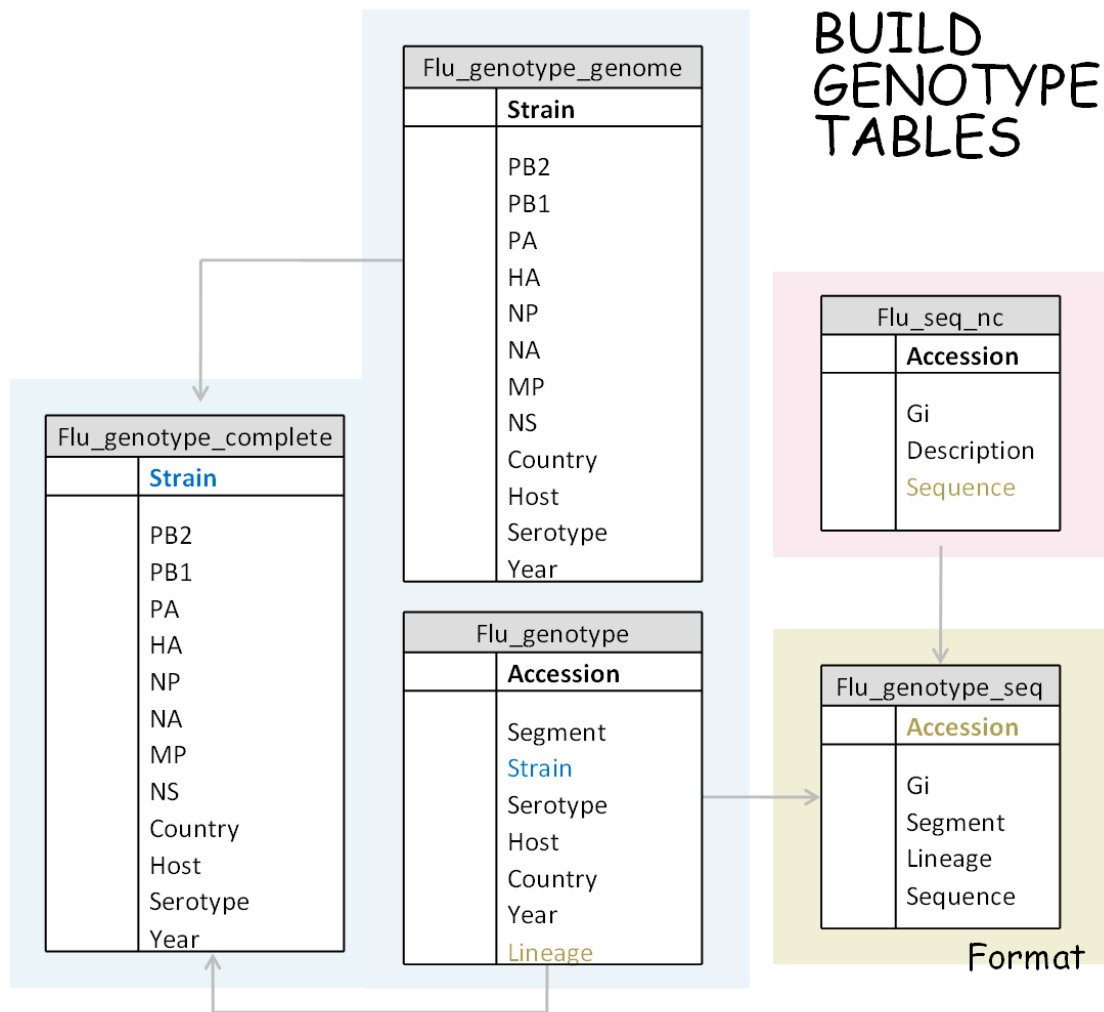 BUILD
GENOTYPE
TABLES
Flu_genotype_genome
Strain
PB2
PB1
PA
HA
NP
NA
MP
NS
Country
Host
Serotype
Year
Flu_genotype_complete
Strain
PB2
PB1
PA
HA
NP
NA
MP
NS
Country
Host
Serotype
Year
Flu_genotype
Accession
Segment
Strain
Serotype
Host
Country
Year
Lineage
Flu_seq_nc
Accession
Gi
Description
Sequence
Flu_genotype_seq
Accession
Gi
Segment
Lineage
Sequence
Format